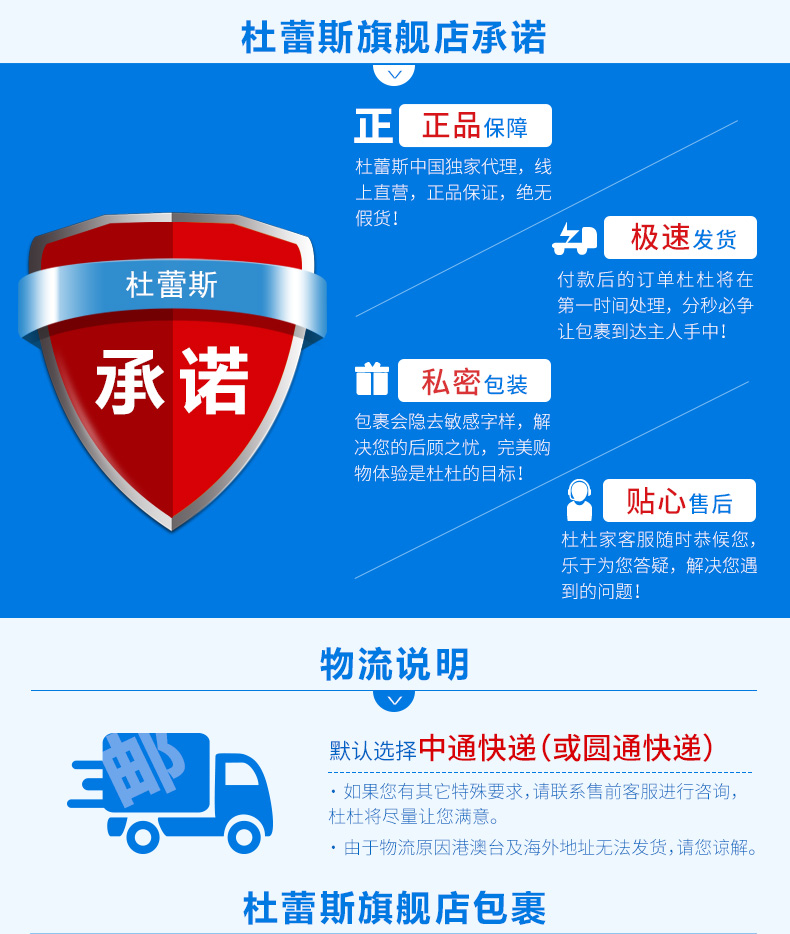 杜蕾斯旗舰店承诺
正 正品保障
杜蕾斯中国独家代理，线
上直营，正品保证，绝无
假货！
极速发货
付款后的订单杜杜将在
第一时间处理，分秒必争
让包裹到达主人手中！
杜蕾斯
承诺
私密包装
包裹会隐去敏感字样，解
决您的后顾之忧，完美购
物体验是杜杜的目标！
贴心售后
杜杜家客服随时恭候您，
乐于为您答疑，解决您遇
到的问题！
物流说明
邮
默认选择中通快递（或圆通快递）
·如果您有其它特殊要求，请联系售前客服进行咨询，
杜杜将尽量让您满意。
·由于物流原因港澳台及海外地址无法发货，请您谅解。
杜蕾斯旗舰店包裹